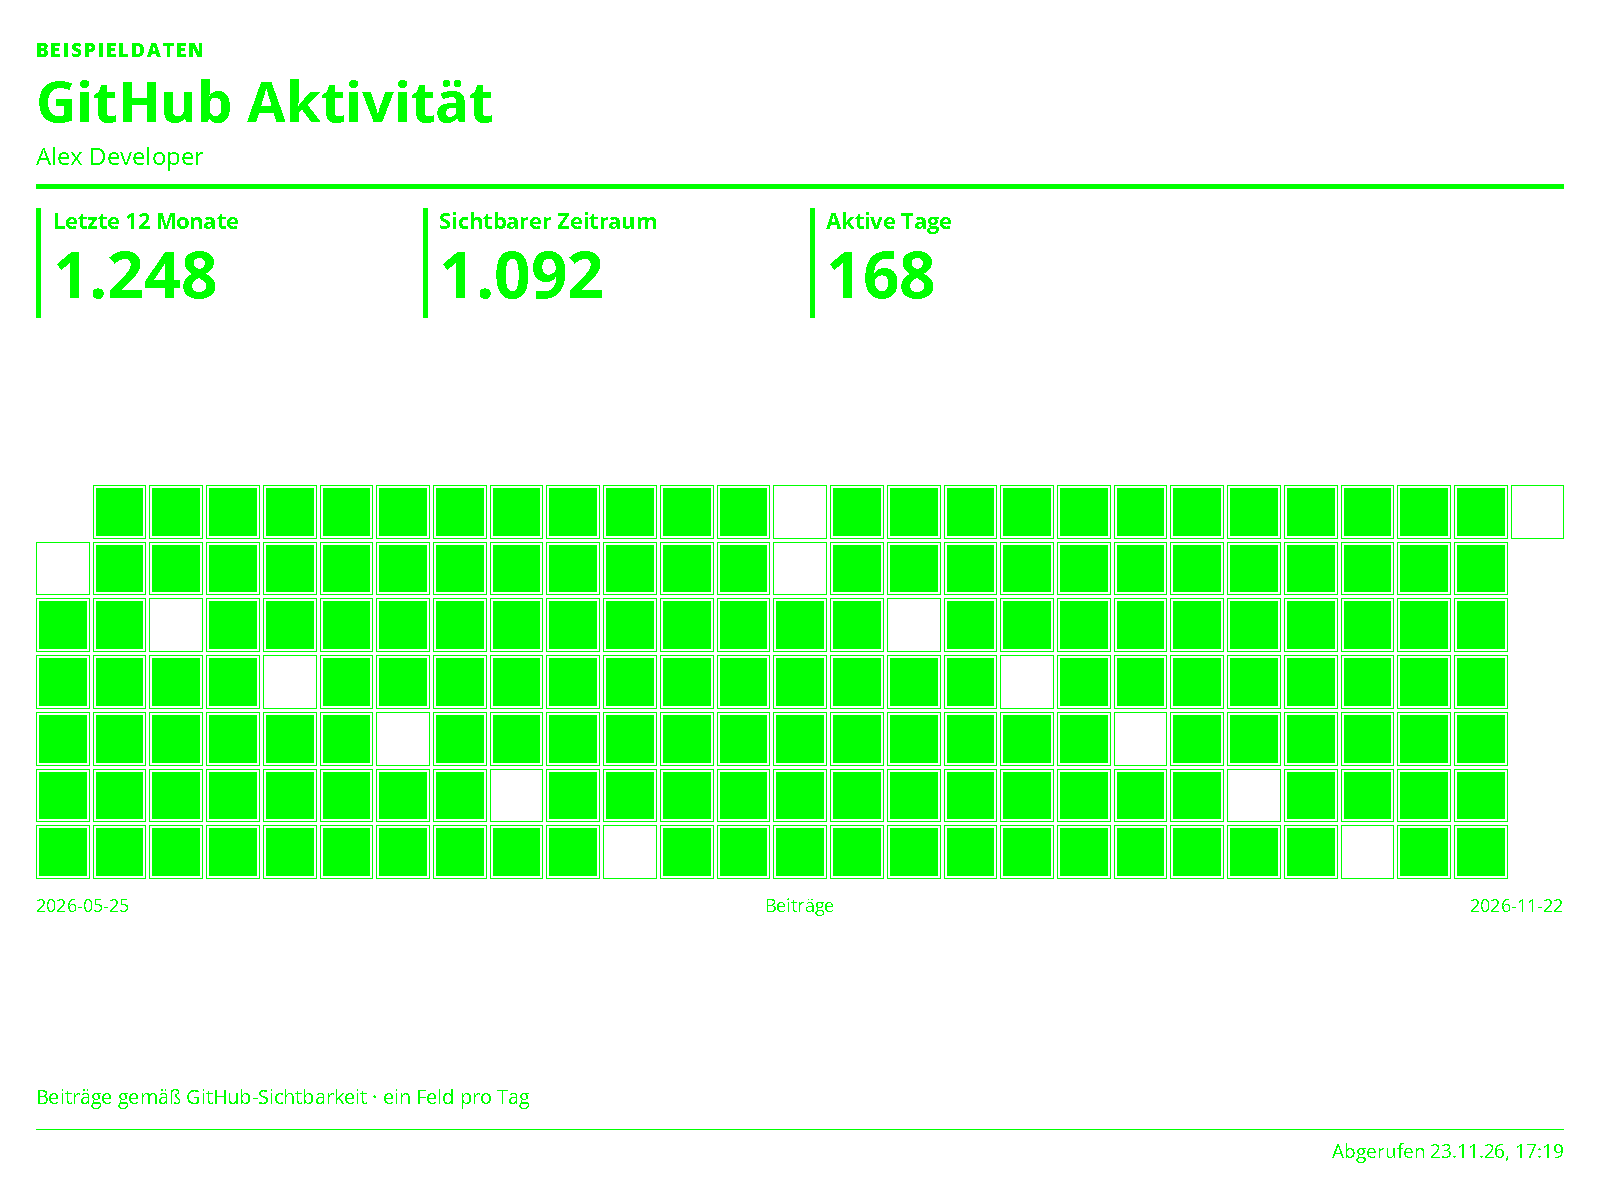 BEISPIELDATEN
GitHub Aktivität
Alex Developer
Letzte 12 Monate
1.248
Sichtbarer Zeitraum
1.092
Aktive Tage
168
2026-05-25
Beiträge
2026-11-22
Beiträge gemäß GitHub-Sichtbarkeit · ein Feld pro Tag
Abgerufen 23.11.26, 17:19